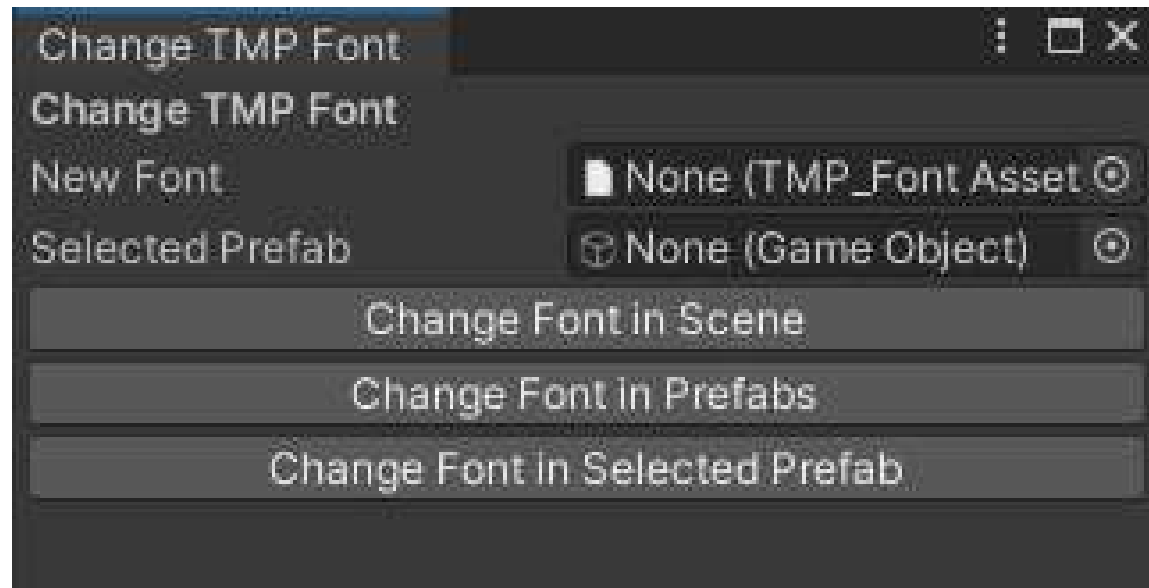 Change TMP Font
Change TMP Font
New Font None (TMP_Font Asset
Selected Prefab None (Game Object)
Change Font in Scene
Change Font in Prefabs
Change Font in Selected Prefab